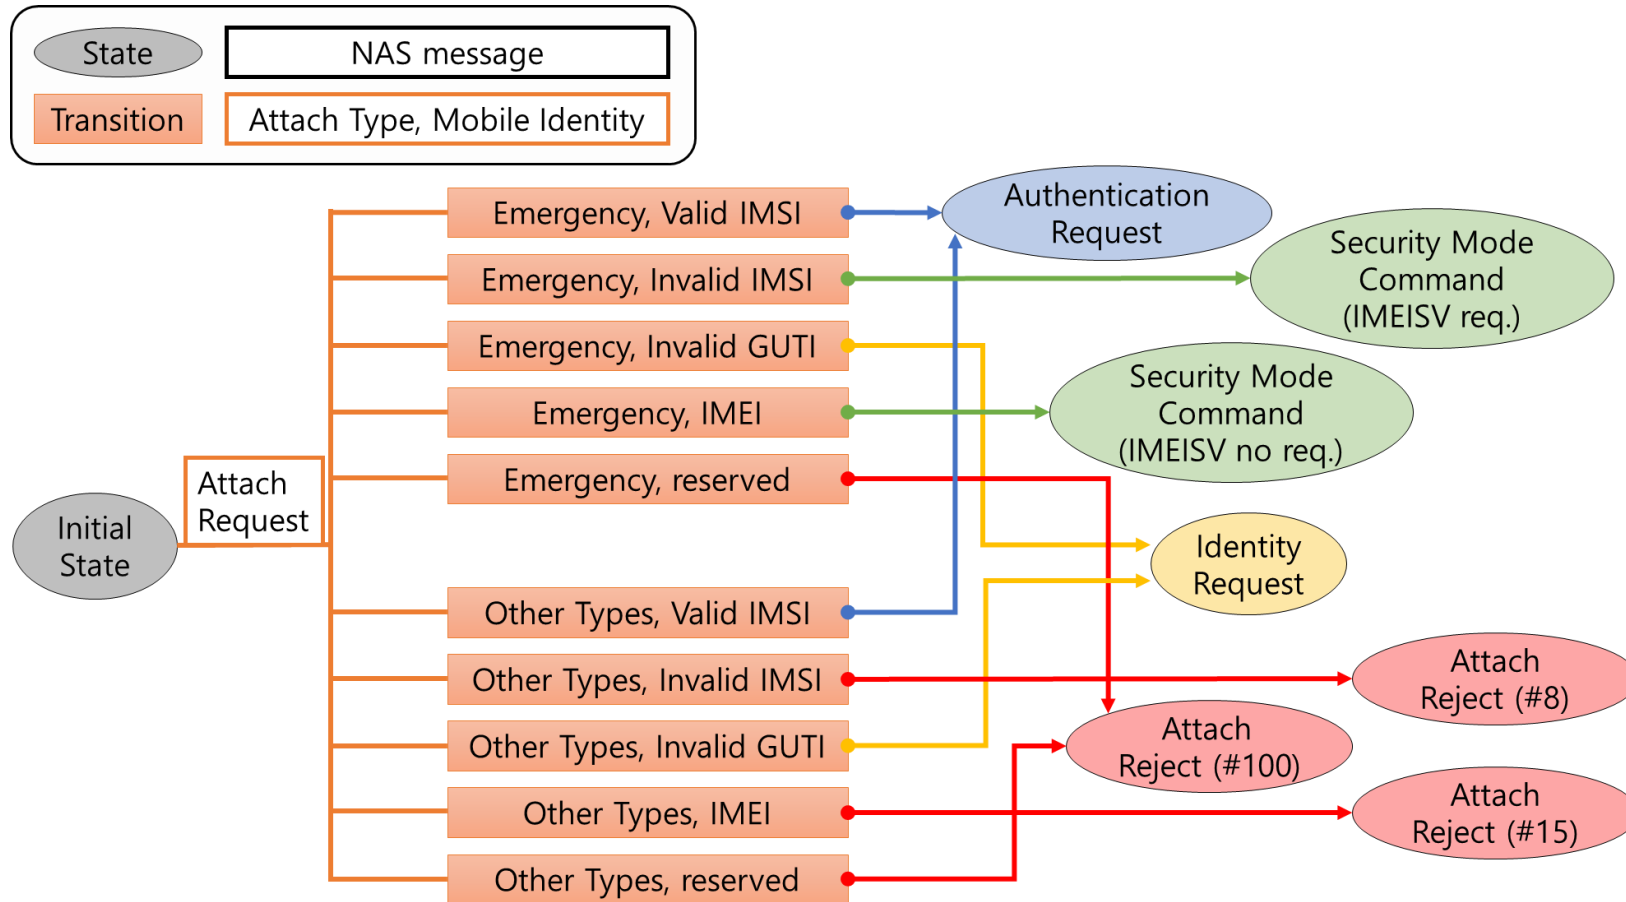 State
NAS message
Transition
Attach Type, Mobile Identity
Emergency, Valid IMSI
Emergency, Invalid IMSI
Emergency, Invalid GUTI
Emergency, IMEI
Emergency, reserved
Attach
Request
Initial
State
Other Types, Valid IMSI
Other Types, Invalid IMSI
Other Types, Invalid GUTI
Other Types, IMEI
Other Types, reserved
Authentication
Request
Security Mode
Command
(IMEISV req.)
Security Mode
Command
(IMEISV no req.)
Identity
Request
Attach
Reject (#8)
Attach
Reject (#100)
Attach
Reject (#15)